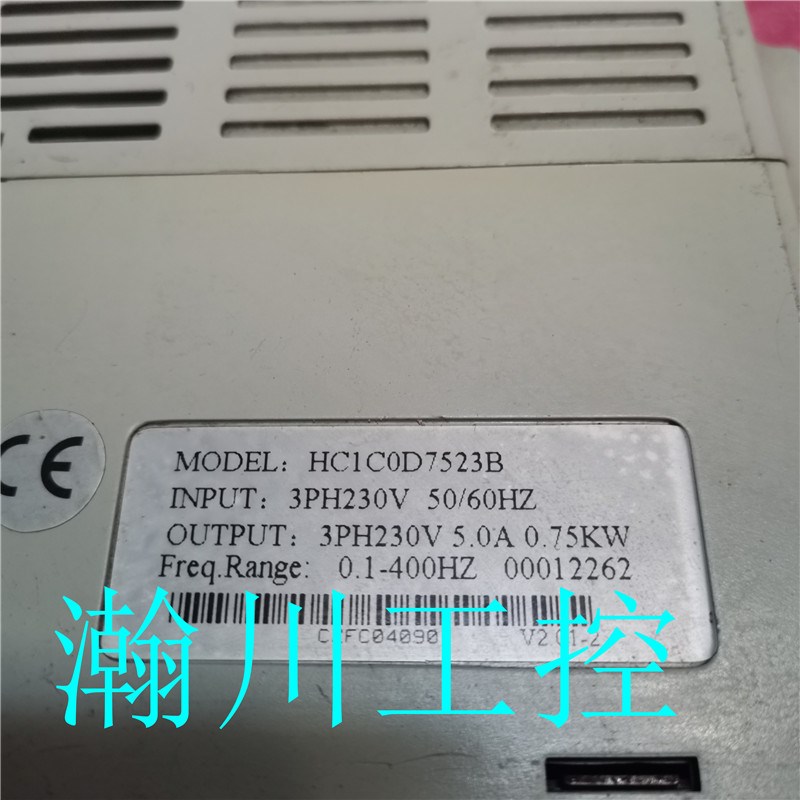 CE
MODEL: HC1C0D7523B
INPUT: 3PH230V 50/60HZ
OUTPUT: 3PH230V 5.0A 0.75KW
Freq.Range: 0.1-400HZ 00012262
瀚川工控